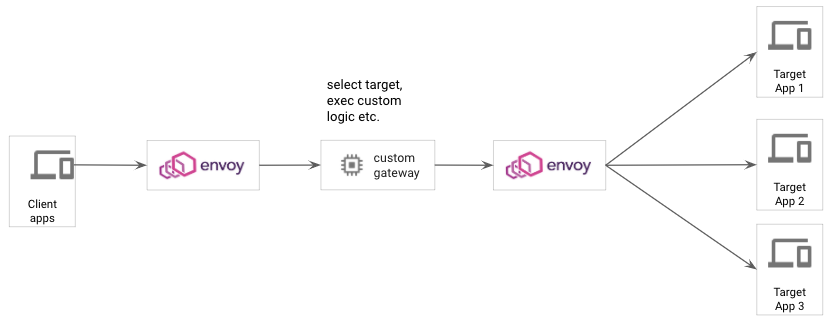 Client
apps
envoy
select target,
exec custom
logic etc.
custom
gateway
envoy
Target
App 1
Target
App 2
Target
App 3